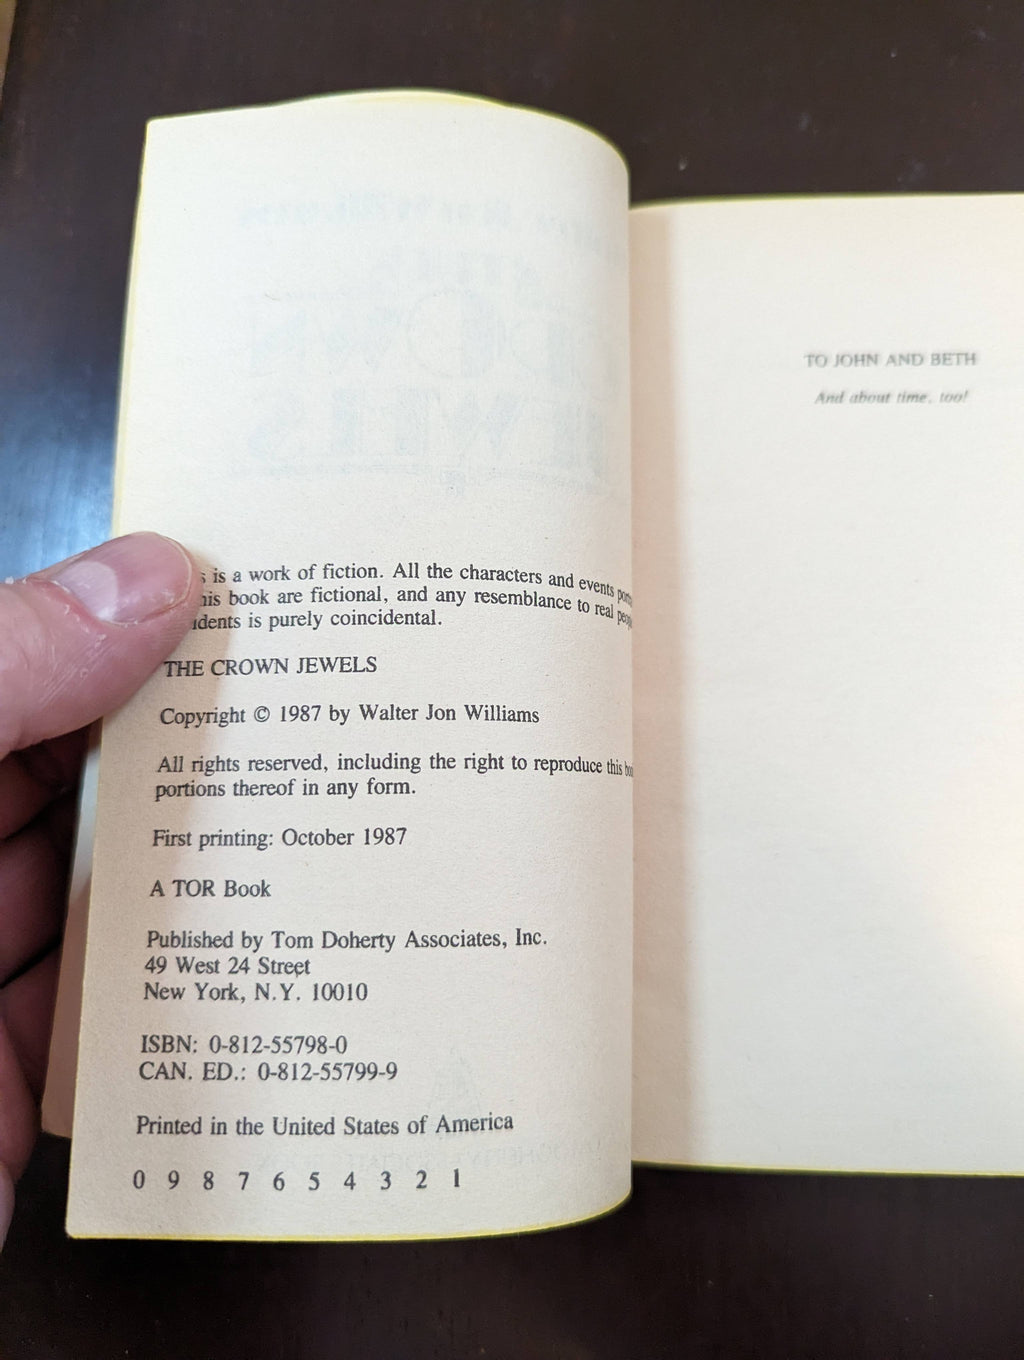 is a work of fiction. All the characters and events
book are fictional, and any resemblance to real
is purely coincidental.
THE CROWN JEWELS
Copyright © 1987 by Walter Jon Williams
All rights reserved, including the right to reproduce this
portions thereof in any form.
First printing: October 1987
A TOR Book
Published by Tom Doherty Associates, Inc.
49 West 24 Street
New York, N.Y. 10010
ISBN: 0-812-55798-0
CAN. ED.: 0-812-55799-9
Printed in the United States of America
0 9 8 7 6 5 4 3 2 1
TO JOHN AND BETH
And about time, too!